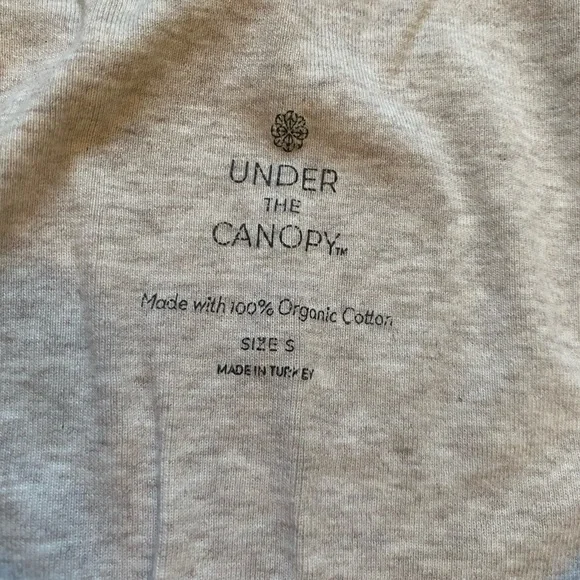 UNDER
THE
CANOPY™
Made with 100% Organic Cotton
SIZE S
MADE IN TURKEY